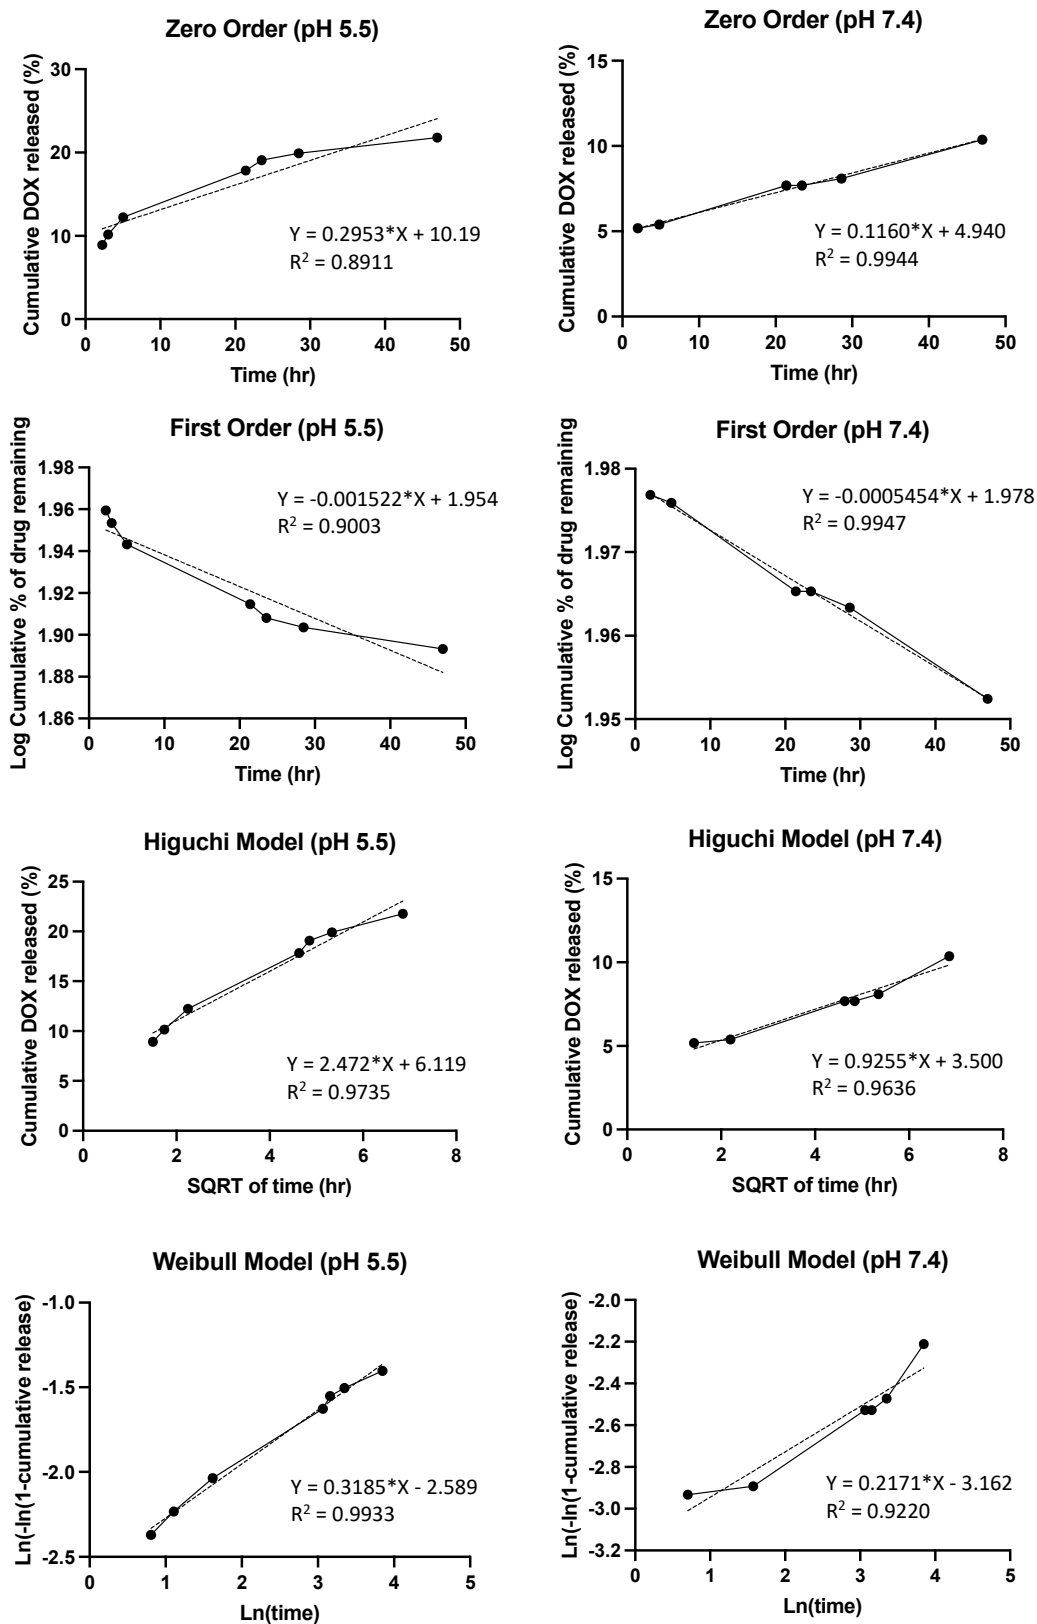 Zero Order (pH 5.5)
Cumulative DOX released (%)
30
20
10
0
0 10 20 30 40 50
Time (hr)
Y = 0.2953*X + 10.19
R² = 0.8911
Zero Order (pH 7.4)
Cumulative DOX released (%)
15
10
5
0
0 10 20 30 40 50
Time (hr)
Y = 0.1160*X + 4.940
R² = 0.9944
First Order (pH 5.5)
Log Cumulative % of drug remaining
1.98
1.96
1.94
1.92
1.90
1.88
1.86
0 10 20 30 40 50
Time (hr)
Y = -0.001522*X + 1.954
R² = 0.9003
First Order (pH 7.4)
Log Cumulative % of drug remaining
1.98
1.97
1.96
1.95
0 10 20 30 40 50
Time (hr)
Y = -0.0005454*X + 1.978
R² = 0.9947
Higuchi Model (pH 5.5)
Cumulative DOX released (%)
25
20
15
10
5
0
0 2 4 6 8
SQRT of time (hr)
Y = 2.472*X + 6.119
R² = 0.9735
Higuchi Model (pH 7.4)
Cumulative DOX released (%)
15
10
5
0
0 2 4 6 8
SQRT of time (hr)
Y = 0.9255*X + 3.500
R² = 0.9636
Weibull Model (pH 5.5)
Ln(-ln(1-cumulative release)
-1.0
-1.5
-2.0
-2.5
0 1 2 3 4 5
Ln(time)
Y = 0.3185*X - 2.589
R² = 0.9933
Weibull Model (pH 7.4)
Ln(-ln(1-cumulative release)
-2.0
-2.2
-2.4
-2.6
-2.8
-3.0
-3.2
0 1 2 3 4 5
Ln(time)
Y = 0.2171*X - 3.162
R² = 0.9220